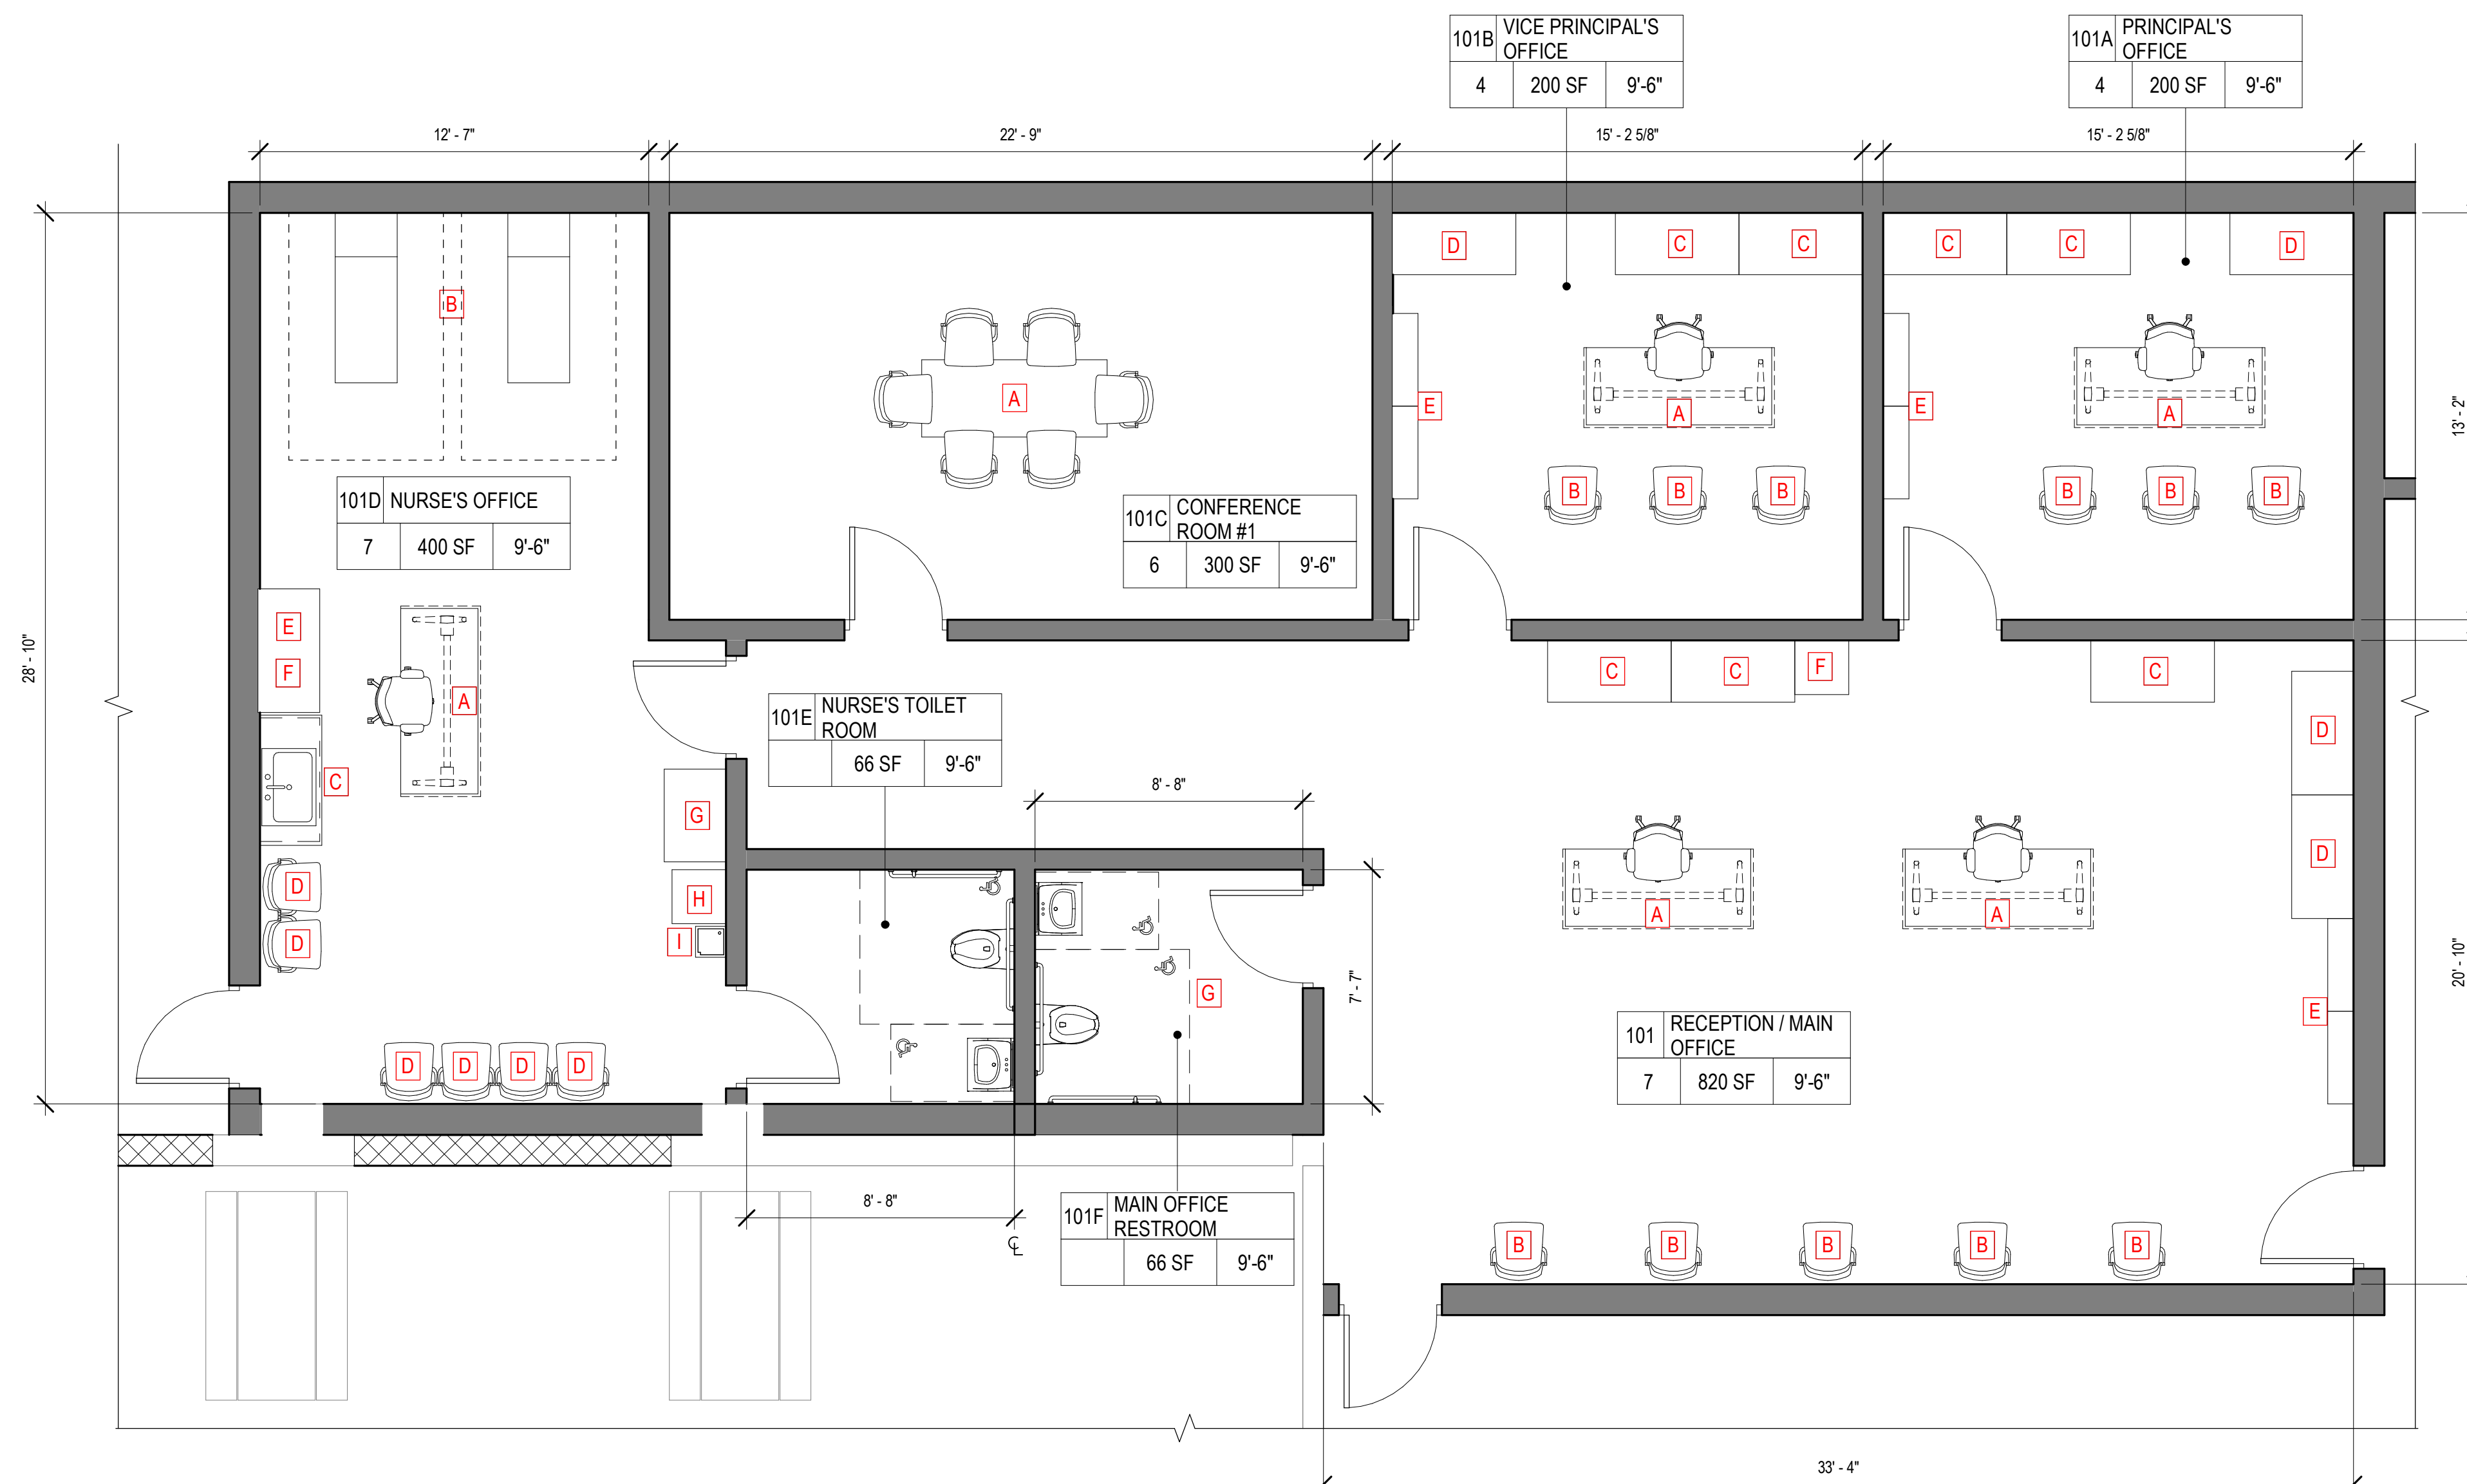 101B VICE PRINCIPAL'S
OFFICE
4 200 SF 9'-6"
101A PRINCIPAL'S
OFFICE
4 200 SF 9'-6"
12' - 7"
22' - 9"
15' - 2 5/8"
15' - 2 5/8"
D
C
C
C
C
D
B
A
E
A
E
A
13' - 2"
B
B
B
B
B
B
101D NURSE'S OFFICE
7 400 SF 9'-6"
101C CONFERENCE
ROOM #1
6 300 SF 9'-6"
28' - 10"
E
F
A
C
C
C
F
C
D
D
101E NURSE'S TOILET
ROOM
66 SF 9'-6"
8' - 8"
G
D
D
H
I
A
A
G
7' - 7"
20' - 10"
E
101 RECEPTION / MAIN
OFFICE
7 820 SF 9'-6"
D
D
D
D
8' - 8"
CL
101F MAIN OFFICE
RESTROOM
66 SF 9'-6"
B
B
B
B
B
33' - 4"